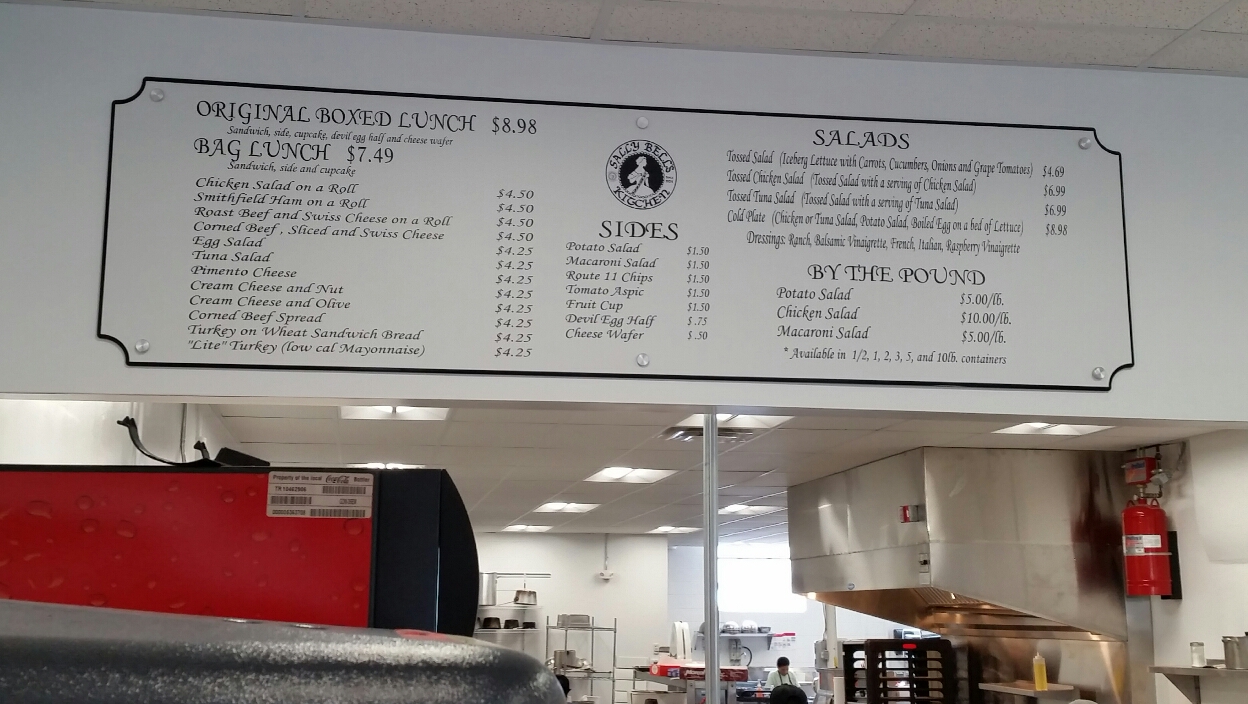 ORIGINAL BOXED LUNCH $8.98
Sandwich, side, cupcake, devil egg half and cheese wafer
BAG LUNCH $7.49
Sandwich, side and cupcake
Chicken Salad on a Roll $4.50
Smithfield Ham on a Roll $4.50
Roast Beef and Swiss Cheese on a Roll $4.50
Corned Beef, Sliced and Swiss Cheese $4.50
Egg Salad $4.25
Tuna Salad $4.25
Pimento Cheese $4.25
Cream Cheese and Nut $4.25
Cream Cheese and Olive $4.25
Corned Beef Spread $4.25
Turkey on Wheat Sandwich Bread $4.25
"Lite" Turkey (low cal Mayonnaise) $4.25
SALLY BELL'S
KITCHEN
SIDES
Potato Salad $1.50
Macaroni Salad $1.50
Route 11 Chips $1.50
Tomato Aspic $1.50
Fruit Cup $1.50
Devil Egg Half $.75
Cheese Wafer $.50
SALADS
Tossed Salad (Iceberg Lettuce with Carrots, Cucumbers, Onions and Grape Tomatoes) $4.69
Tossed Chicken Salad (Tossed Salad with a serving of Chicken Salad) $6.99
Tossed Tuna Salad (Tossed Salad with a serving of Tuna Salad) $6.99
Cold Plate (Chicken or Tuna Salad, Potato Salad, Boiled Egg on a bed of Lettuce) $8.98
Dressings: Ranch, Balsamic Vinaigrette, French, Italian, Raspberry Vinaigrette
BY THE POUND
Potato Salad $5.00/lb.
Chicken Salad $10.00/lb.
Macaroni Salad $5.00/lb.
* Available in 1/2, 1, 2, 3, 5, and 10lb. containers
Property of the local Coca-Cola Bottler